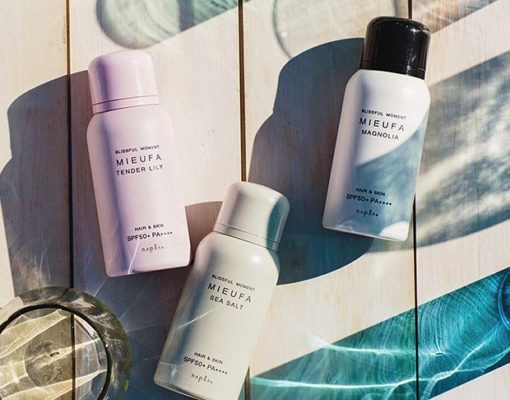 BLISSFUL MOMENT
MIEUFA
TENDER LILY
HAIR & SKIN
SPF50+ PA++++
napla
BLISSFUL MOMENT
MIEUFA
SEA SALT
HAIR & SKIN
SPF50+ PA++++
napla
BLISSFUL MOMENT
MIEUFA
MAGNOLIA
HAIR & SKIN
SPF50+ PA++++
napla